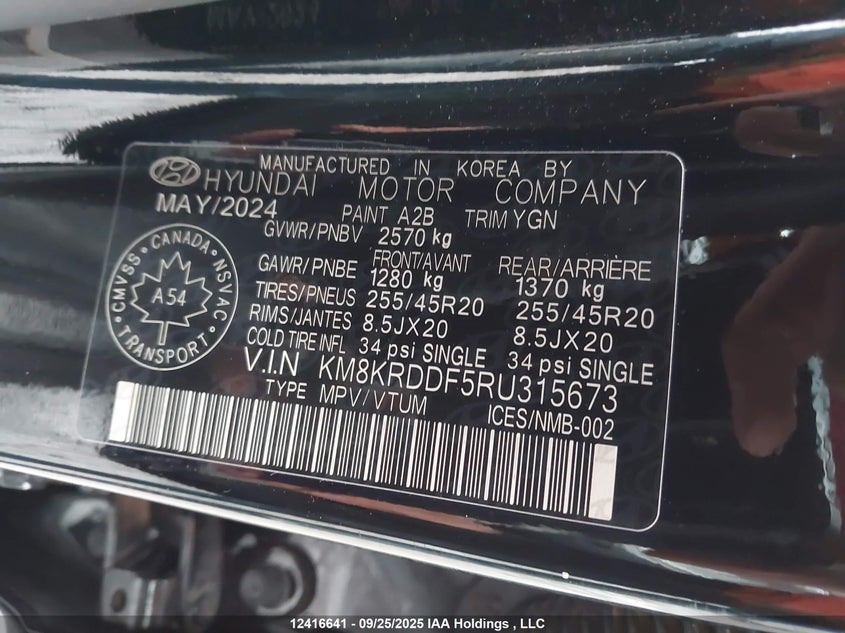 MANUFACTURED IN KOREA BY
HYUNDAI MOTOR COMPANY
MAY/2024 PAINT A2B TRIM YGN
GVWR/PNBV 2570 kg
FRONT/AVANT REAR/ARRIÈRE
GAWR/PNBE 1280 kg 1370 kg
TIRES/PNEUS 255/45R20 255/45R20
RIMS/JANTES 8.5JX20 8.5JX20
COLD TIRE INFL 34 psi SINGLE 34 psi SINGLE
V.I.N KM8KRDDF5RU315673
TYPE MPV/VTUM ICES/NMB-002
CMVSS CANADA NSVAC
A54
TRANSPORT
12416641 - 09/25/2025 IAA Holdings , LLC